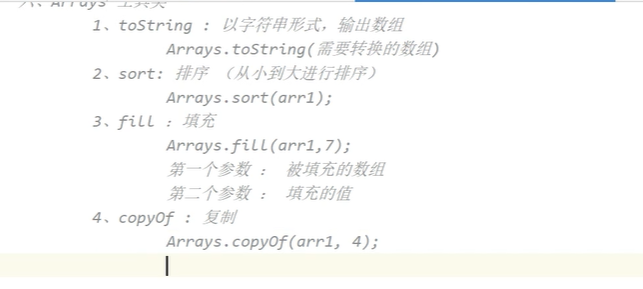 六、Arrays 工具类
1、toString : 以字符串形式，输出数组
Arrays.toString(需要转换的数组)
2、sort: 排序 （从小到大进行排序）
Arrays.sort(arr1);
3、fill : 填充
Arrays.fill(arr1,7);
第一个参数 : 被填充的数组
第二个参数 : 填充的值
4、copyOf : 复制
Arrays.copyOf(arr1, 4);